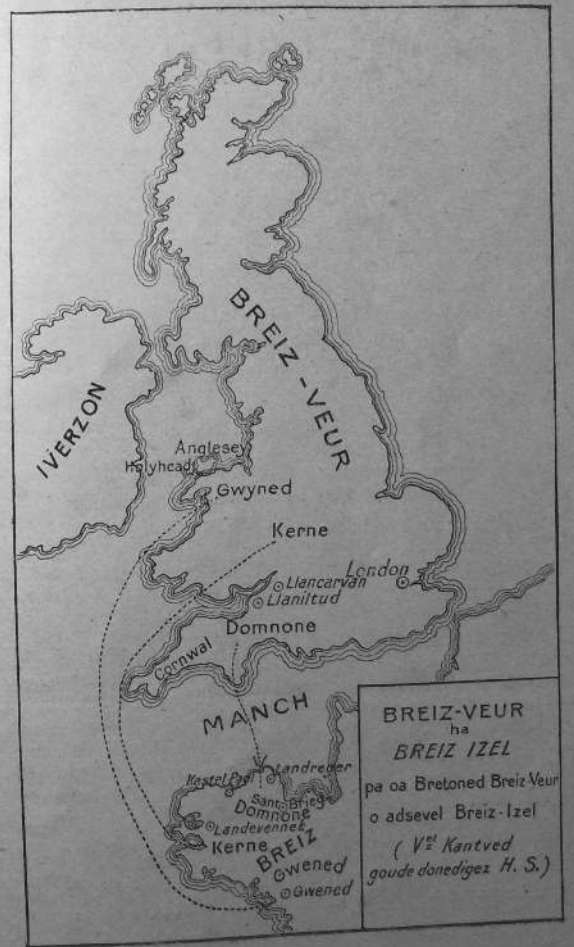 BREIZ-VEUR
IVERZON
Anglesey
Holyhead
Gwyned
Kerne
London
Llancarvan
Llaniltud
Domnone
Cornwal
MANCH
Kastel Paol
Landreger
Sant-Brieg
Domnone
Landevennek
Kerne
BREIZ
Gwened
Gwened
BREIZ-VEUR
ha
BREIZ IZEL
pa oa Bretoned Breiz-Veur
o adsevel Breiz-Izel
( Vet Kantved
goude donedigez H. S.)